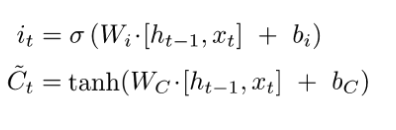 i_t = σ (W_i·[h_{t−1}, x_t] + b_i)
C̃_t = tanh(W_C·[h_{t−1}, x_t] + b_C)